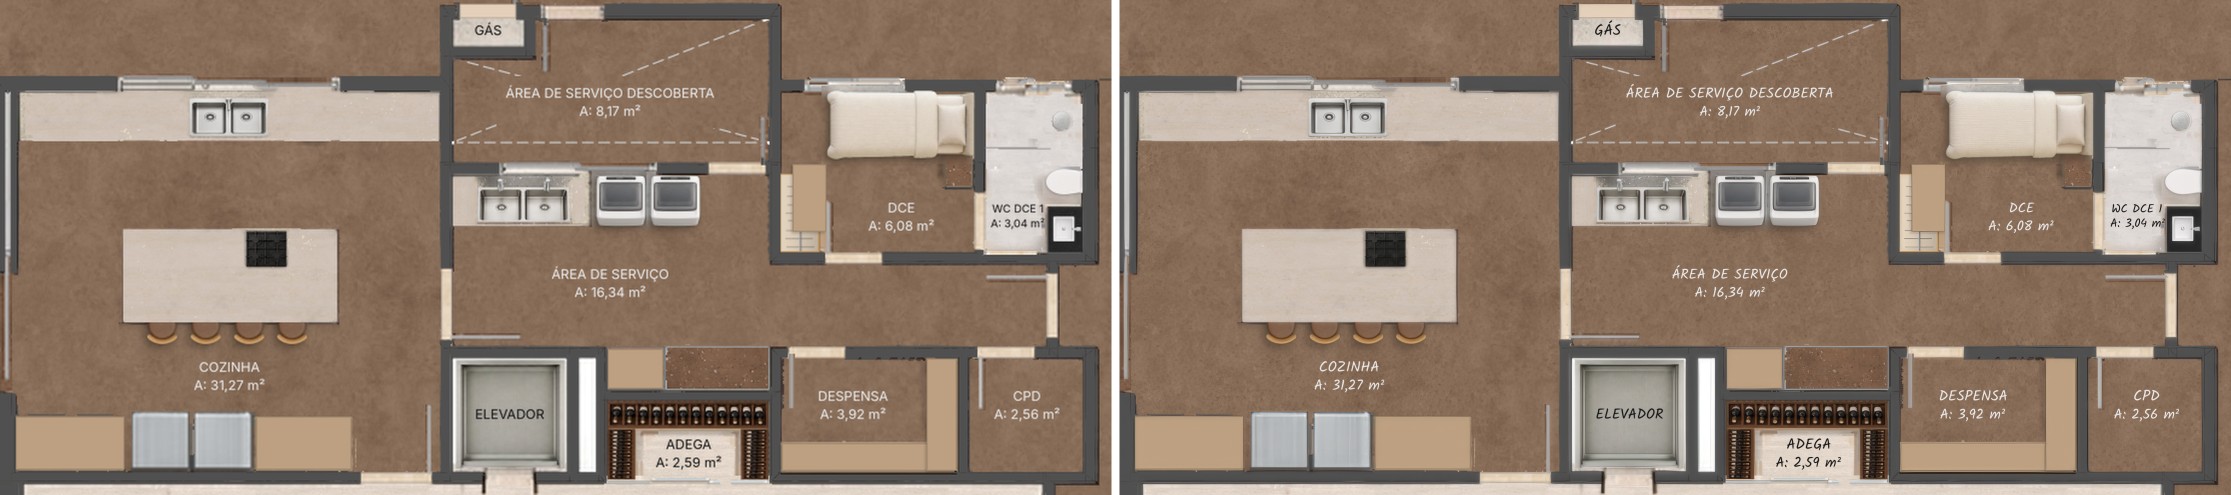 GÁS
ÁREA DE SERVIÇO DESCOBERTA
A: 8,17 m²
DCE
A: 6,08 m²
WC DCE 1
A: 3,04 m²
ÁREA DE SERVIÇO
A: 16,34 m²
COZINHA
A: 31,27 m²
ELEVADOR
ADEGA
A: 2,59 m²
DESPENSA
A: 3,92 m²
CPD
A: 2,56 m²
GÁS
ÁREA DE SERVIÇO DESCOBERTA
A: 8,17 m²
DCE
A: 6,08 m²
WC DCE 1
A: 3,04 m²
ÁREA DE SERVIÇO
A: 16,34 m²
COZINHA
A: 31,27 m²
ELEVADOR
ADEGA
A: 2,59 m²
DESPENSA
A: 3,92 m²
CPD
A: 2,56 m²